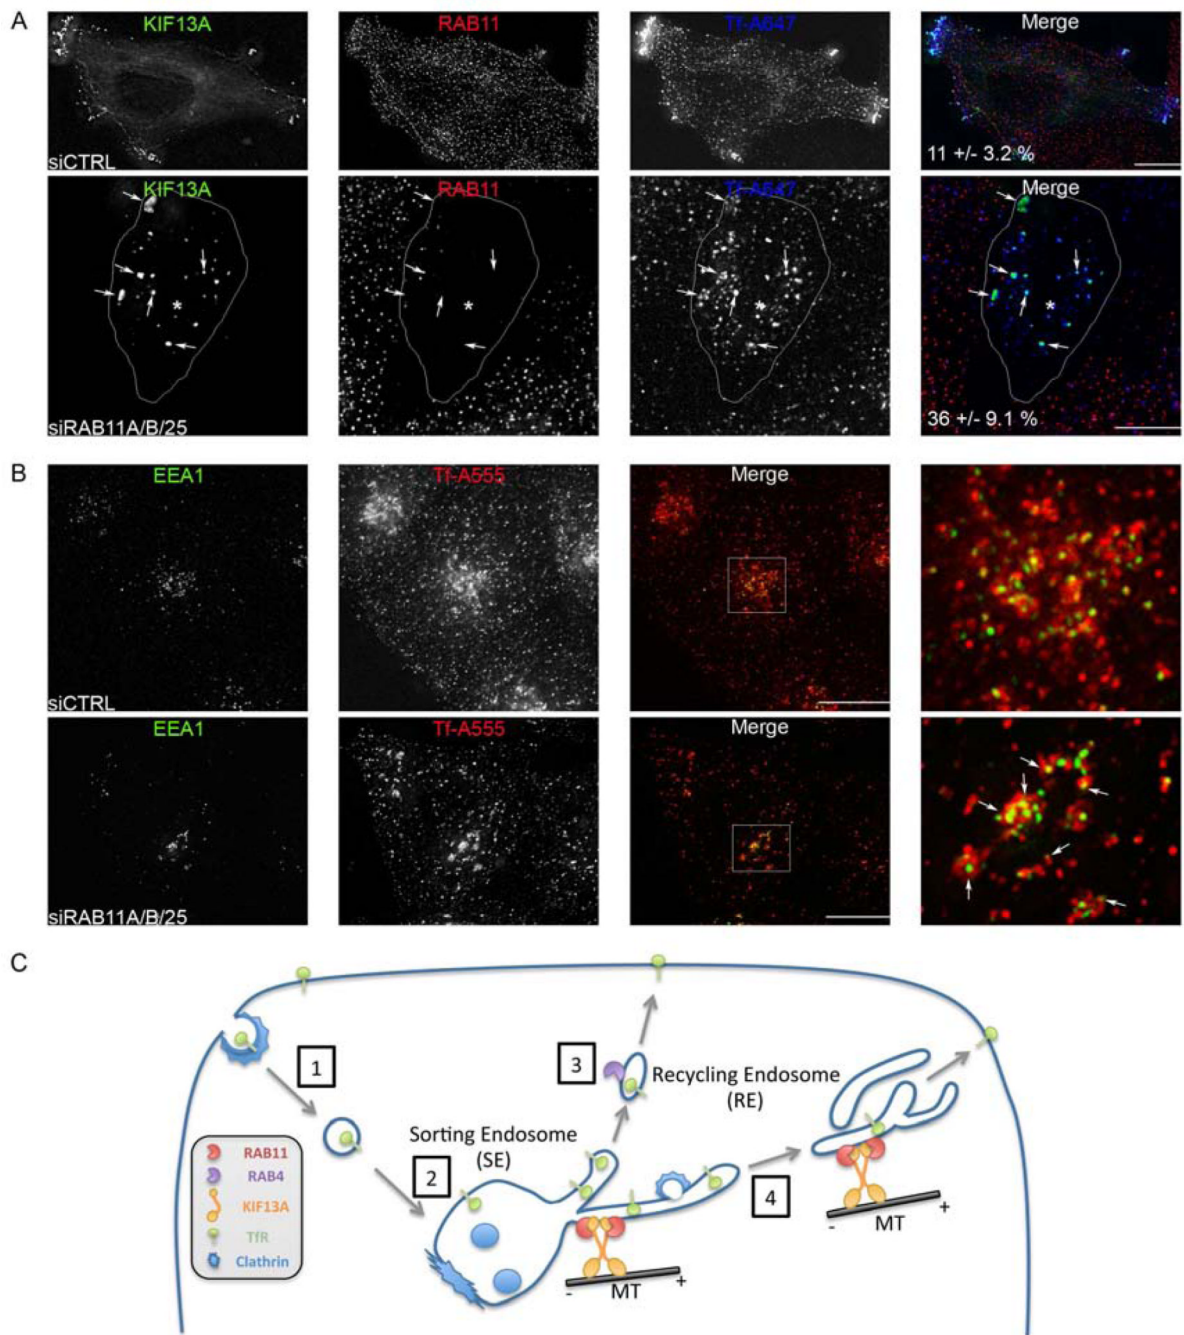 A
KIF13A
RAB11
Tf-A647
Merge
siCTRL
11 +/- 3.2 %
KIF13A
RAB11
Tf-A647
Merge
*
*
*
*
siRAB11A/B/25
36 +/- 9.1 %
B
EEA1
Tf-A555
Merge
siCTRL
EEA1
Tf-A555
Merge
siRAB11A/B/25
C
1
3
Recycling Endosome
(RE)
Sorting Endosome
(SE)
2
4
RAB11
RAB4
KIF13A
TfR
Clathrin
- MT +
- MT +